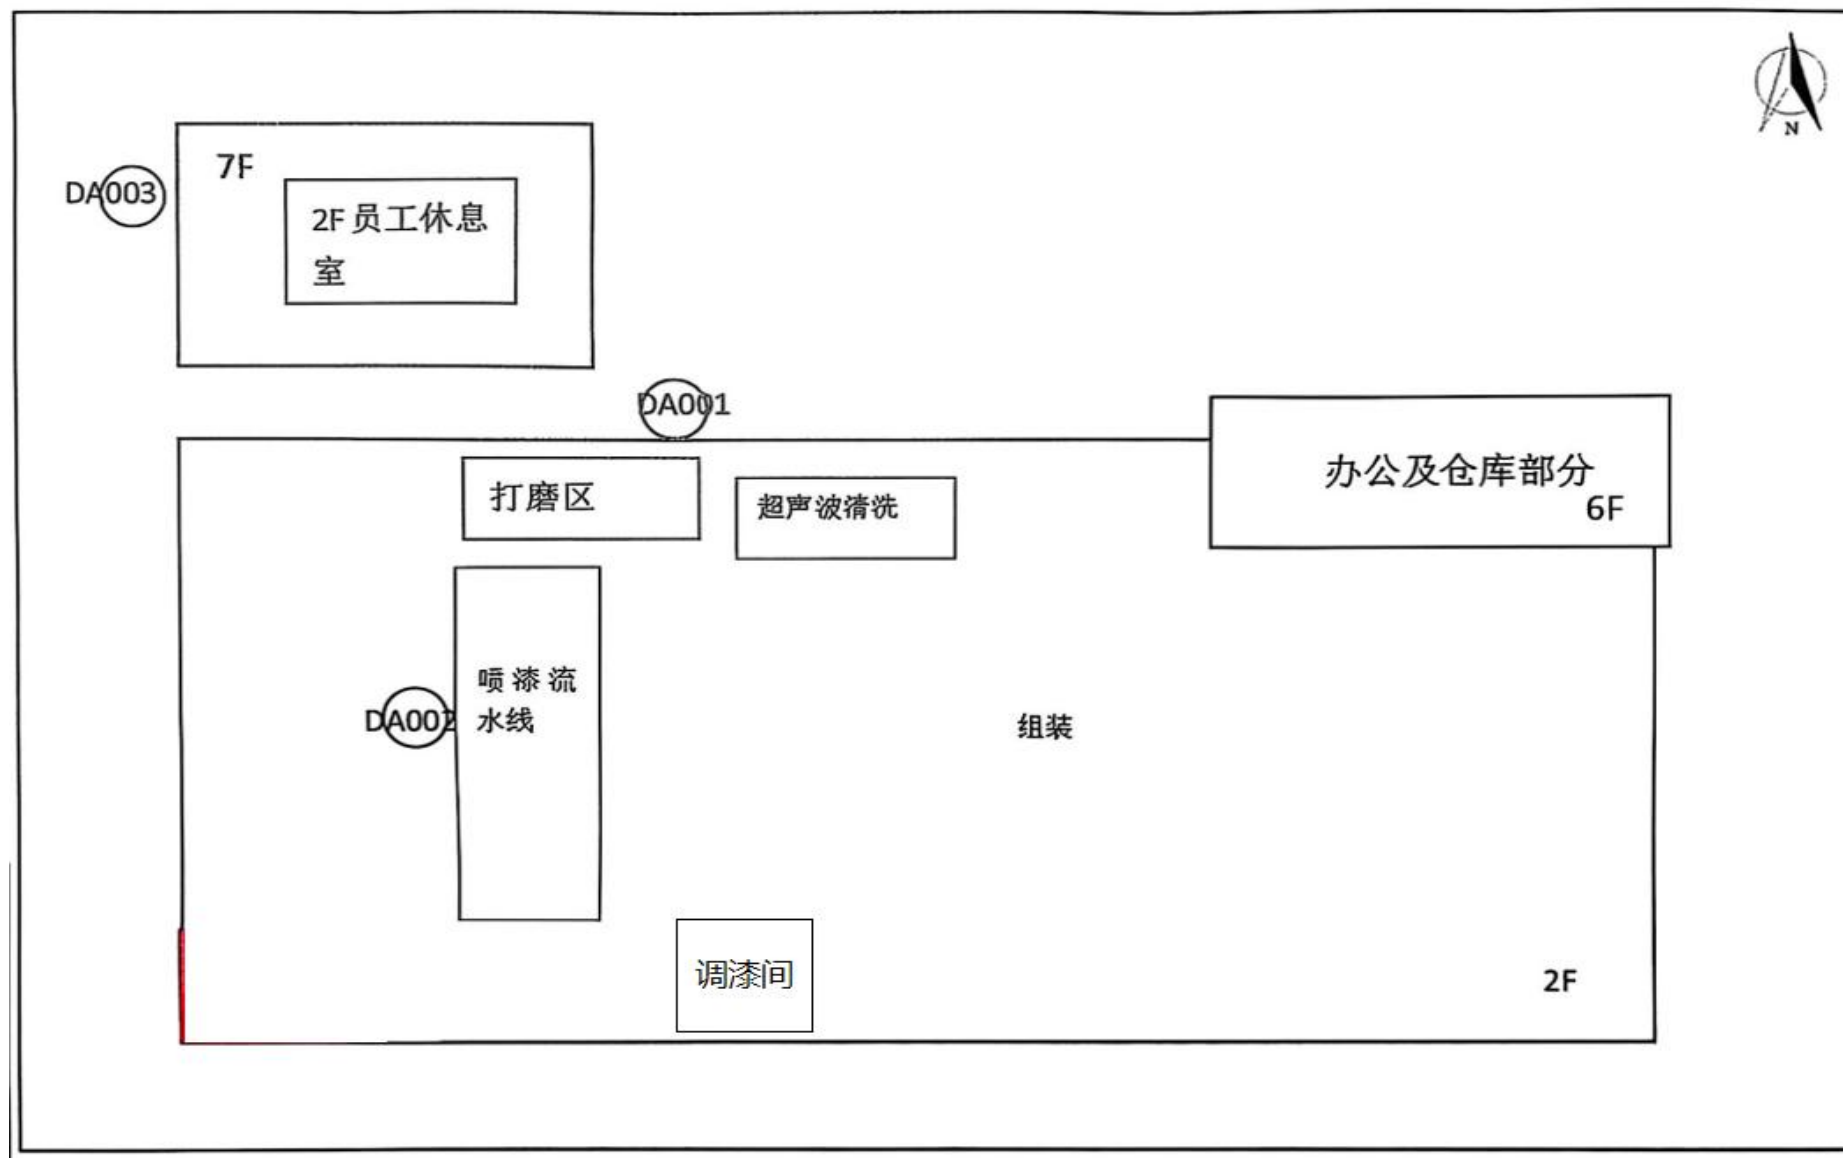 N
7F
DA003
2F 员工休息
室
DA001
办公及仓库部分
6F
打磨区
超声波清洗
喷漆流
水线
DA002
组装
调漆间
2F